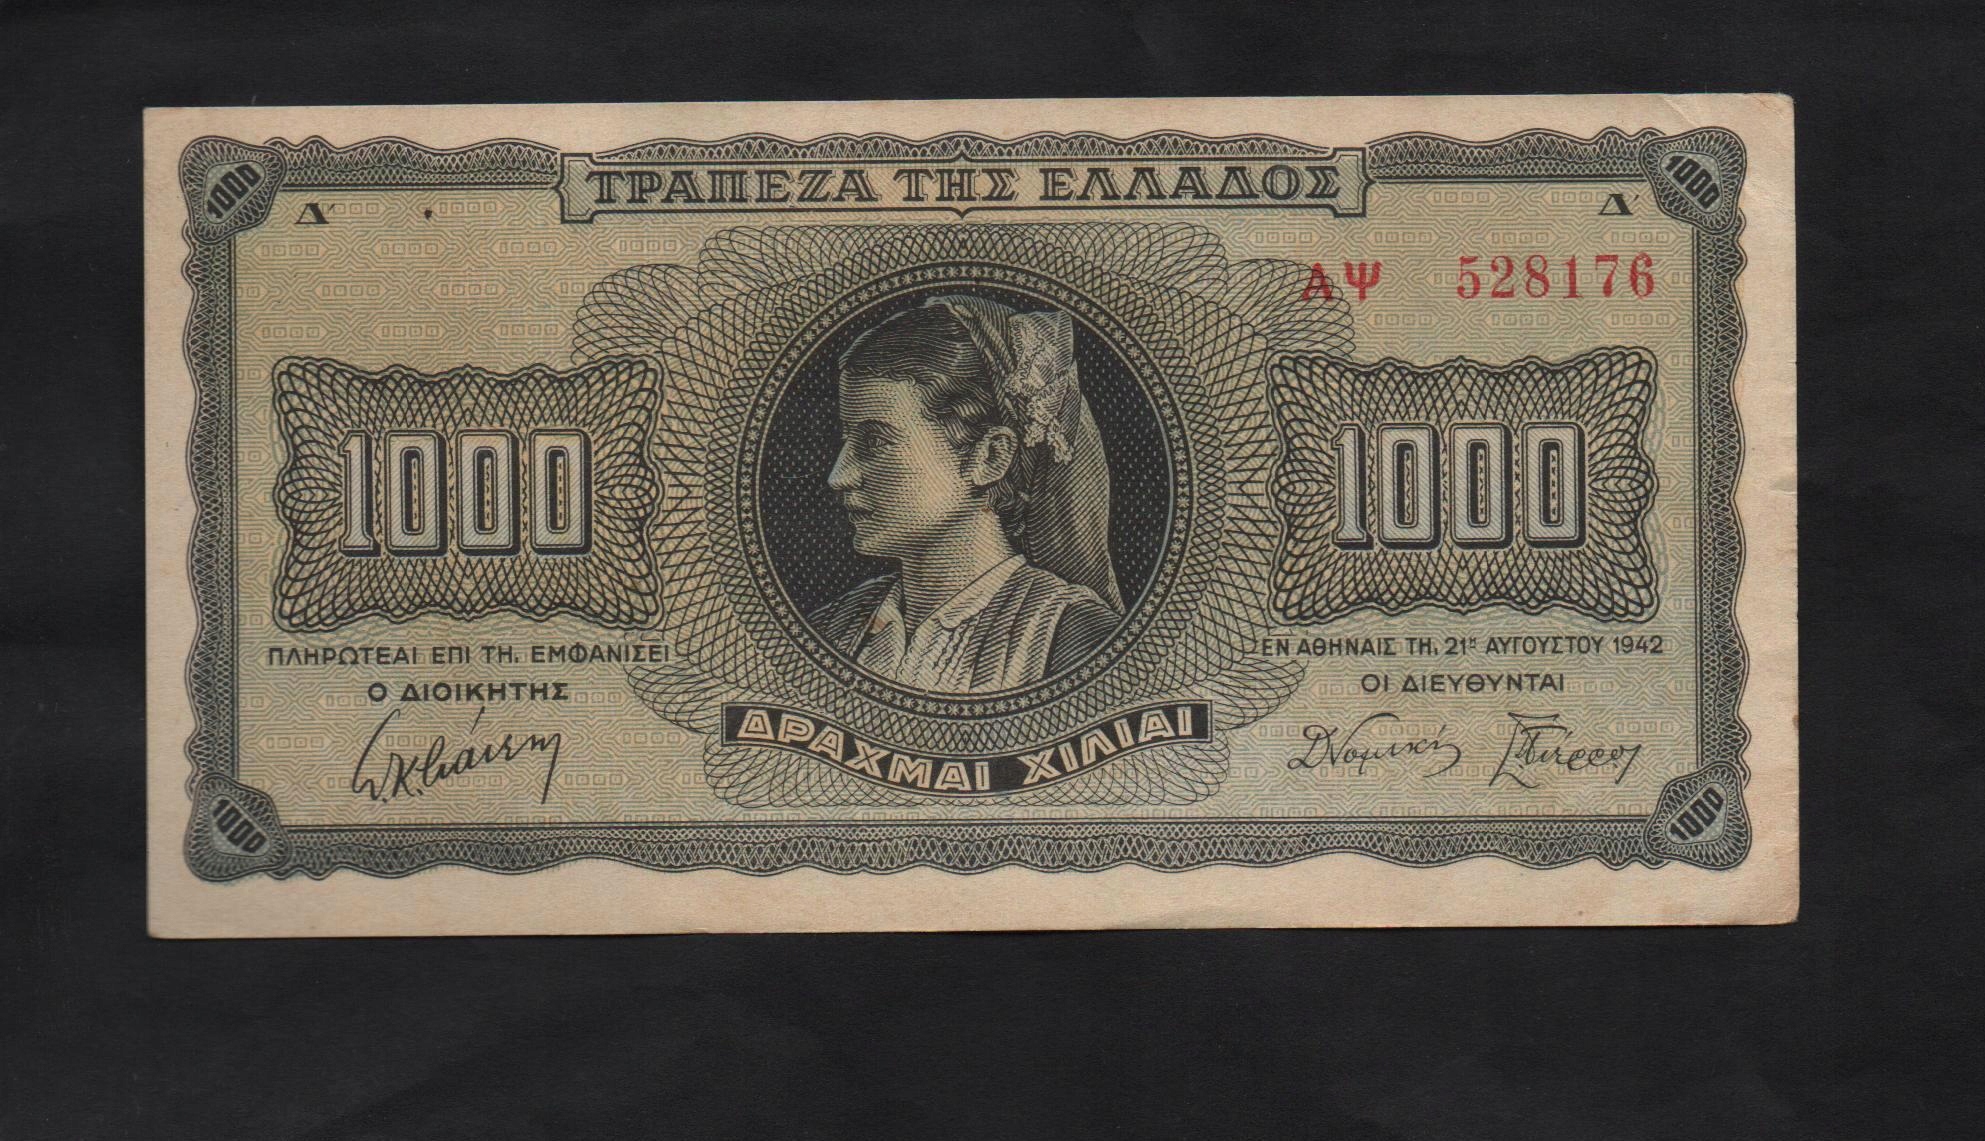 1000 ΤΡΑΠΕΖΑ ΤΗΣ ΕΛΛΑΔΟΣ 1000
Δ' Δ'
ΑΨ 528176
1000 1000
ΠΛΗΡΩΤΕΑΙ ΕΠΙ ΤΗͺ ΕΜΦΑΝΙΣΕΙ
Ο ΔΙΟΙΚΗΤΗΣ
ΕΝ ΑΘΗΝΑΙΣ ΤΗͺ 21ῃ ΑΥΓΟΥΣΤΟΥ 1942
ΟΙ ΔΙΕΥΘΥΝΤΑΙ
ΔΡΑΧΜΑΙ ΧΙΛΙΑΙ
1000 1000